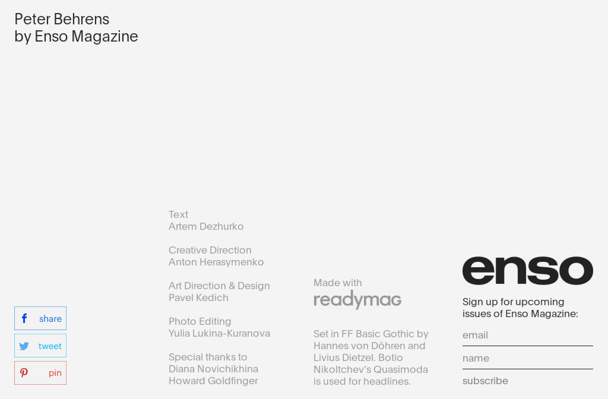 Peter Behrens
by Enso Magazine
share
tweet
pin
Text
Artem Dezhurko
Creative Direction
Anton Herasymenko
Art Direction & Design
Pavel Kedich
Photo Editing
Yulia Lukina-Kuranova
Special thanks to
Diana Novichikhina
Howard Goldfinger
Made with
readymag
Set in FF Basic Gothic by
Hannes von Döhren and
Livius Dietzel. Botio
Nikoltchev's Quasimoda
is used for headlines.
enso
Sign up for upcoming
issues of Enso Magazine:
email
name
subscribe